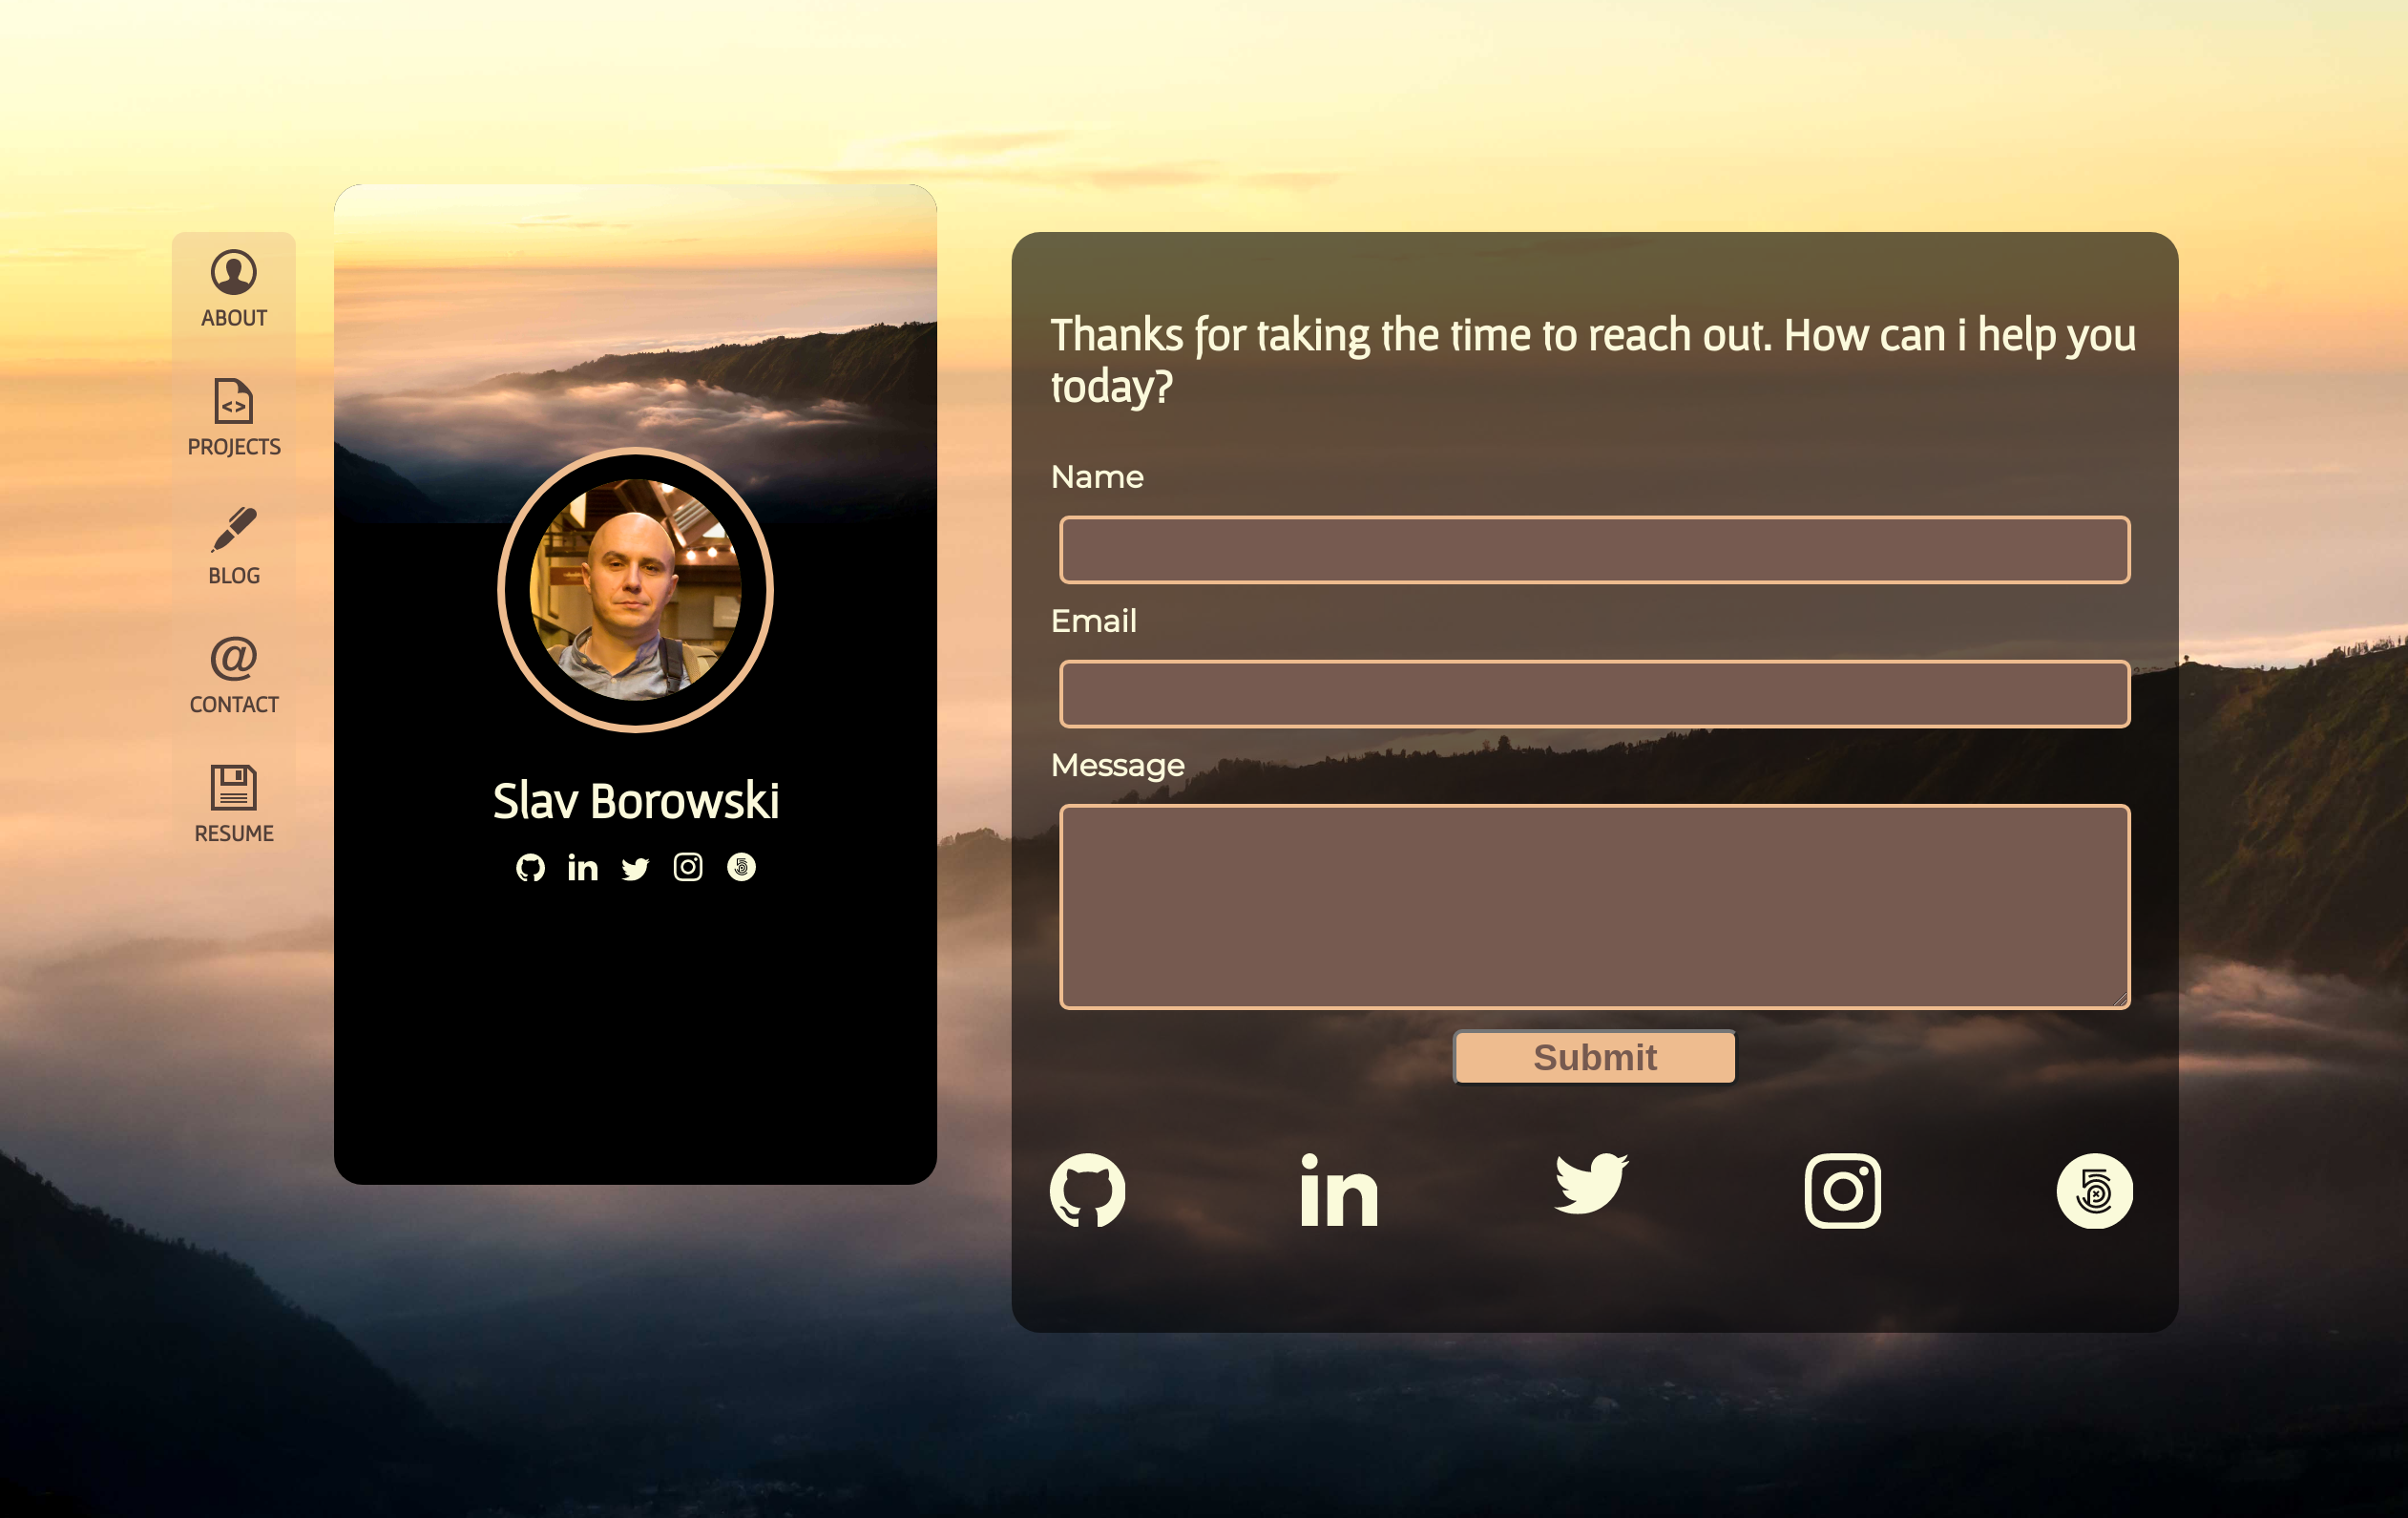 ABOUT
PROJECTS
BLOG
CONTACT
RESUME
Slav Borowski
Thanks for taking the time to reach out. How can i help you
today?
Name
Email
Message
Submit